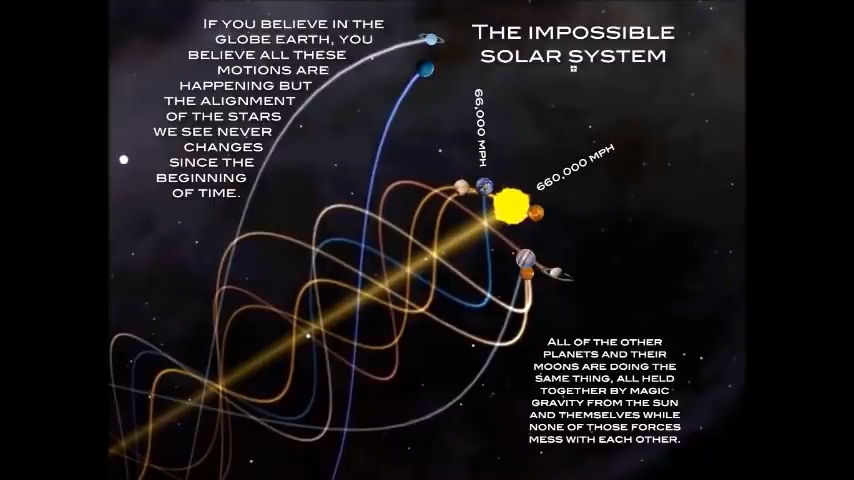 If you believe in the
globe earth, you
believe all these
motions are
happening but
the alignment
of the stars
we see never
changes
since the
beginning
of time.
The impossible
solar system
66,000 mph
660,000 mph
All of the other
planets and their
moons are doing the
same thing, all held
together by magic
gravity from the sun
and themselves while
none of those forces
mess with each other.